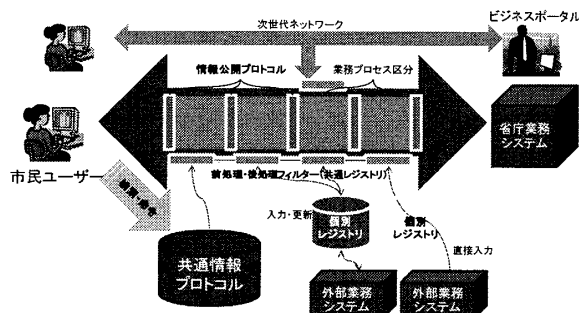 次世代ネットワーク
ビジネスポータル
情報公開プロトコル
業務プロセス区分
省庁業務
システム
市民ユーザー
前処理・後処理フィルター(共通レジストリ)
入力・更新
個別
レジストリ
個別
レジストリ
直接入力
共通情報
プロトコル
外部業務
システム
外部業務
システム